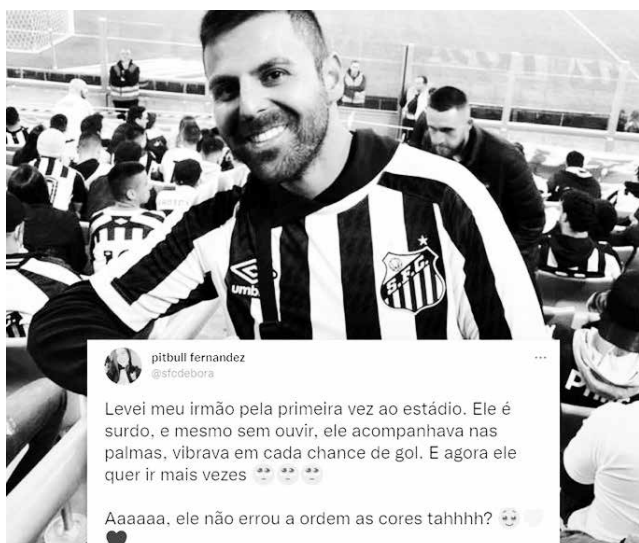 umbro
S.F.C.
pitbull fernandez
@sfcdebora
Levei meu irmão pela primeira vez ao estádio. Ele é
surdo, e mesmo sem ouvir, ele acompanhava nas
palmas, vibrava em cada chance de gol. E agora ele
quer ir mais vezes 🥹🥹🥹
Aaaaaa, ele não errou a ordem as cores tahhhh? 🥹🤍
🖤